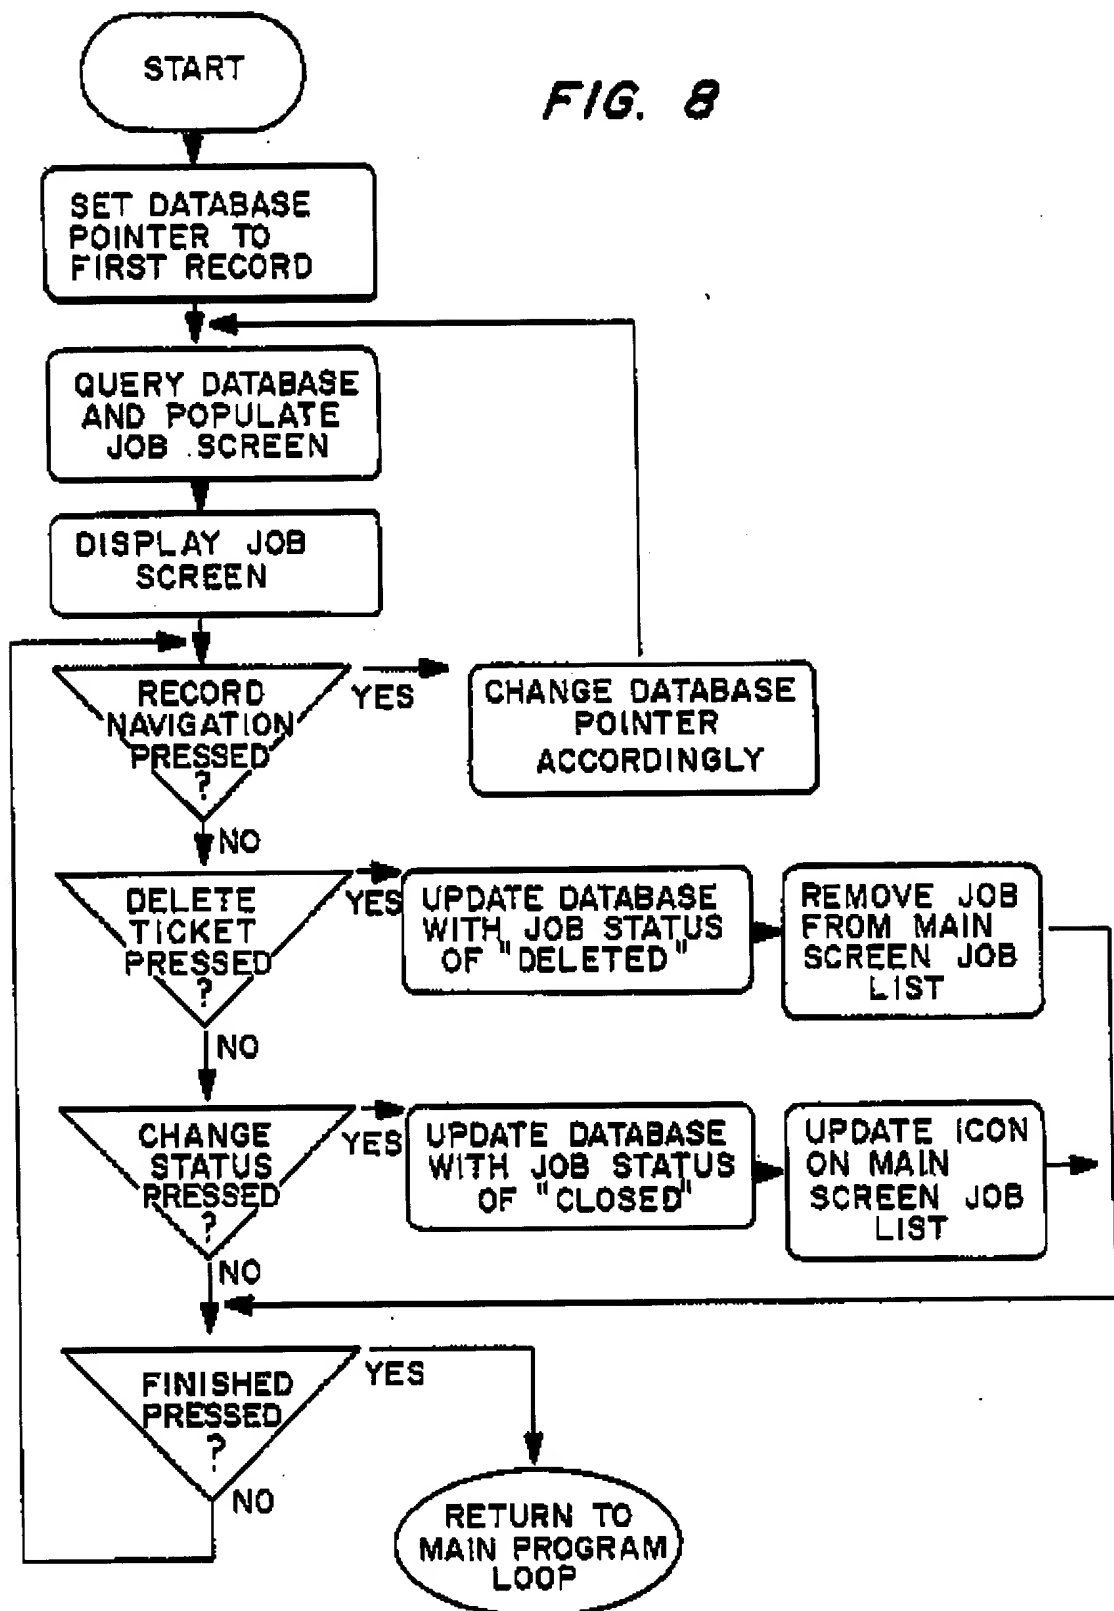 START
FIG. 8
SET DATABASE
POINTER TO
FIRST RECORD
QUERY DATABASE
AND POPULATE
JOB SCREEN
DISPLAY JOB
SCREEN
RECORD
NAVIGATION
PRESSED
?
YES
CHANGE DATABASE
POINTER
ACCORDINGLY
NO
DELETE
TICKET
PRESSED
?
YES
UPDATE DATABASE
WITH JOB STATUS
OF "DELETED"
REMOVE JOB
FROM MAIN
SCREEN JOB
LIST
NO
CHANGE
STATUS
PRESSED
?
YES
UPDATE DATABASE
WITH JOB STATUS
OF "CLOSED"
UPDATE ICON
ON MAIN
SCREEN JOB
LIST
NO
FINISHED
PRESSED
?
YES
NO
RETURN TO
MAIN PROGRAM
LOOP